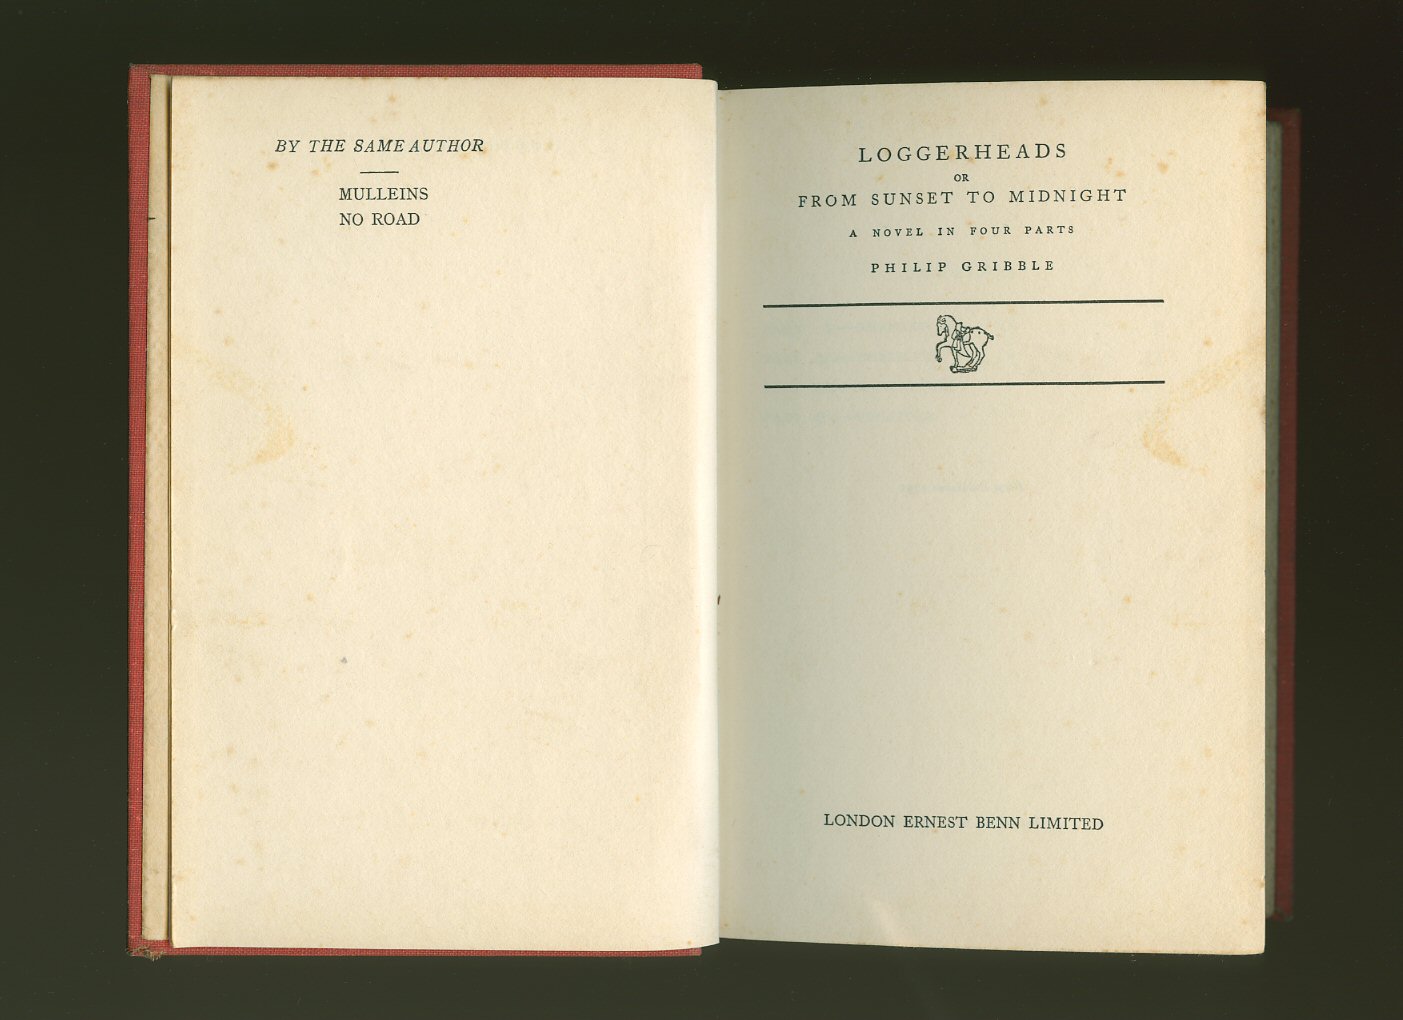 BY THE SAME AUTHOR
MULLEINS
NO ROAD
LOGGERHEADS
OR
FROM SUNSET TO MIDNIGHT
A NOVEL IN FOUR PARTS
PHILIP GRIBBLE
LONDON ERNEST BENN LIMITED